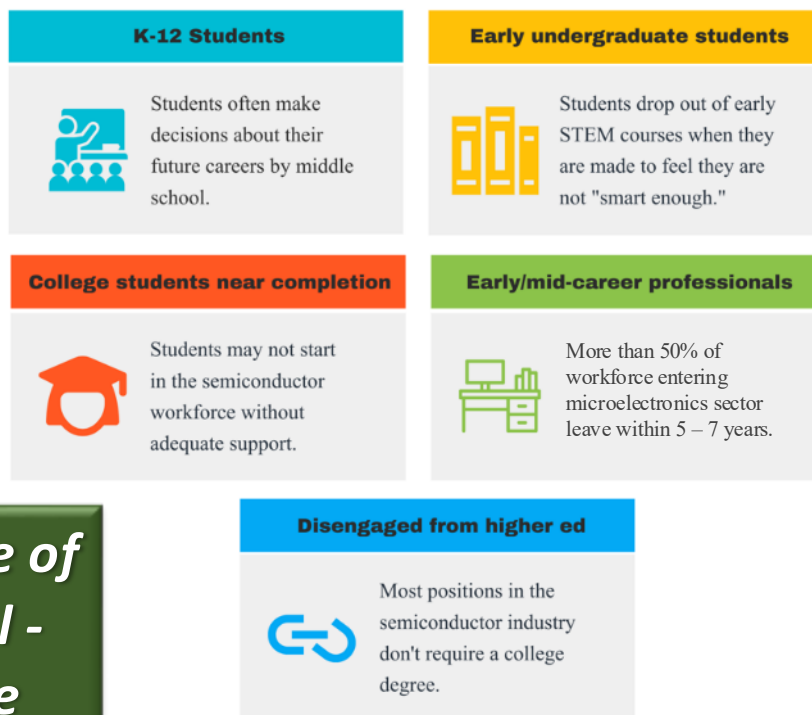 K-12 Students
Students often make
decisions about their
future careers by middle
school.
Early undergraduate students
Students drop out of early
STEM courses when they
are made to feel they are
not "smart enough."
College students near completion
Students may not start
in the semiconductor
workforce without
adequate support.
Early/mid-career professionals
More than 50% of
workforce entering
microelectronics sector
leave within 5 – 7 years.
Disengaged from higher ed
Most positions in the
semiconductor industry
don't require a college
degree.
of
-